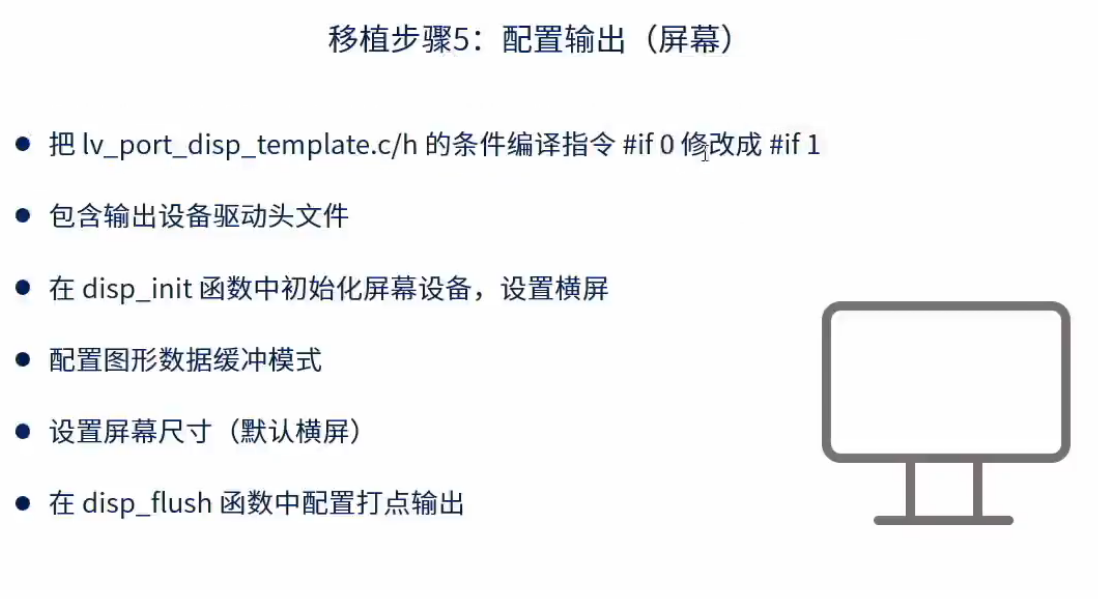 移植步骤5：配置输出（屏幕）
把 lv_port_disp_template.c/h 的条件编译指令 #if 0 修改成 #if 1
包含输出设备驱动头文件
在 disp_init 函数中初始化屏幕设备，设置横屏
配置图形数据缓冲模式
设置屏幕尺寸（默认横屏）
在 disp_flush 函数中配置打点输出